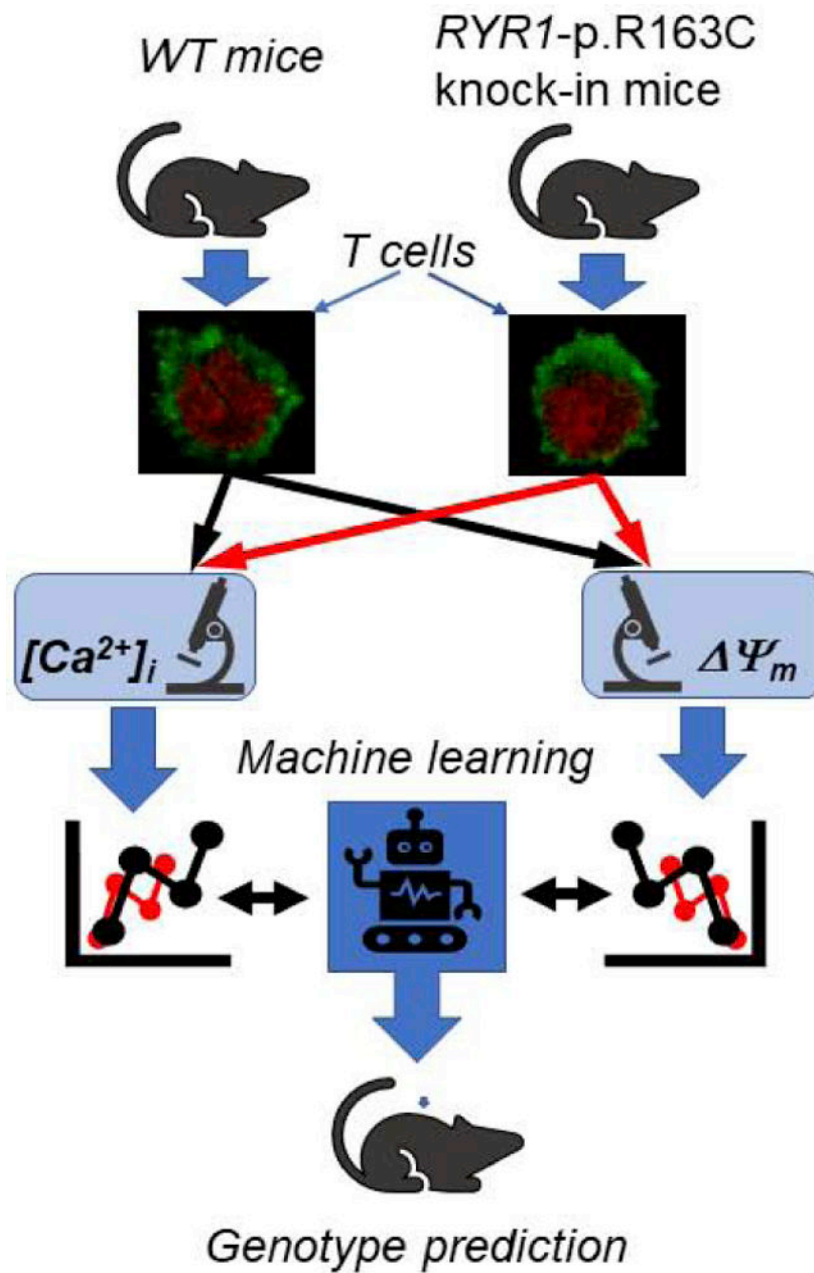 WT mice
RYR1-p.R163C
knock-in mice
T cells
[Ca²⁺]ᵢ
ΔΨₘ
Machine learning
Genotype prediction